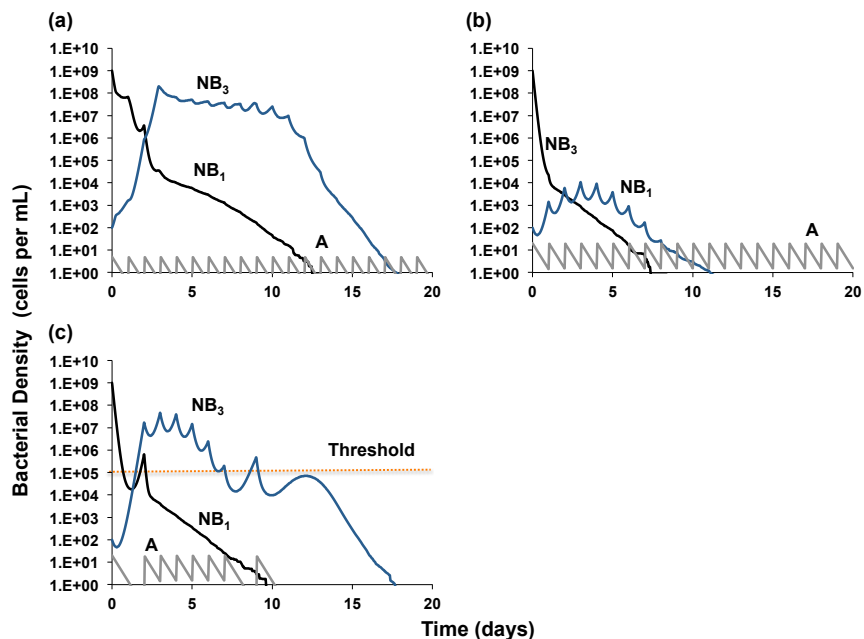 (a)
1.E+10
1.E+09
1.E+08
1.E+07
1.E+06
1.E+05
1.E+04
1.E+03
1.E+02
1.E+01
1.E+00
NB3
NB1
A
0 5 10 15 20
(b)
1.E+10
1.E+09
1.E+08
1.E+07
1.E+06
1.E+05
1.E+04
1.E+03
1.E+02
1.E+01
1.E+00
NB3
NB1
A
0 5 10 15 20
(c)
1.E+10
1.E+09
1.E+08
1.E+07
1.E+06
1.E+05
1.E+04
1.E+03
1.E+02
1.E+01
1.E+00
NB3
Threshold
NB1
A
0 5 10 15 20
Bacterial Density (cells per mL)
Time (days)